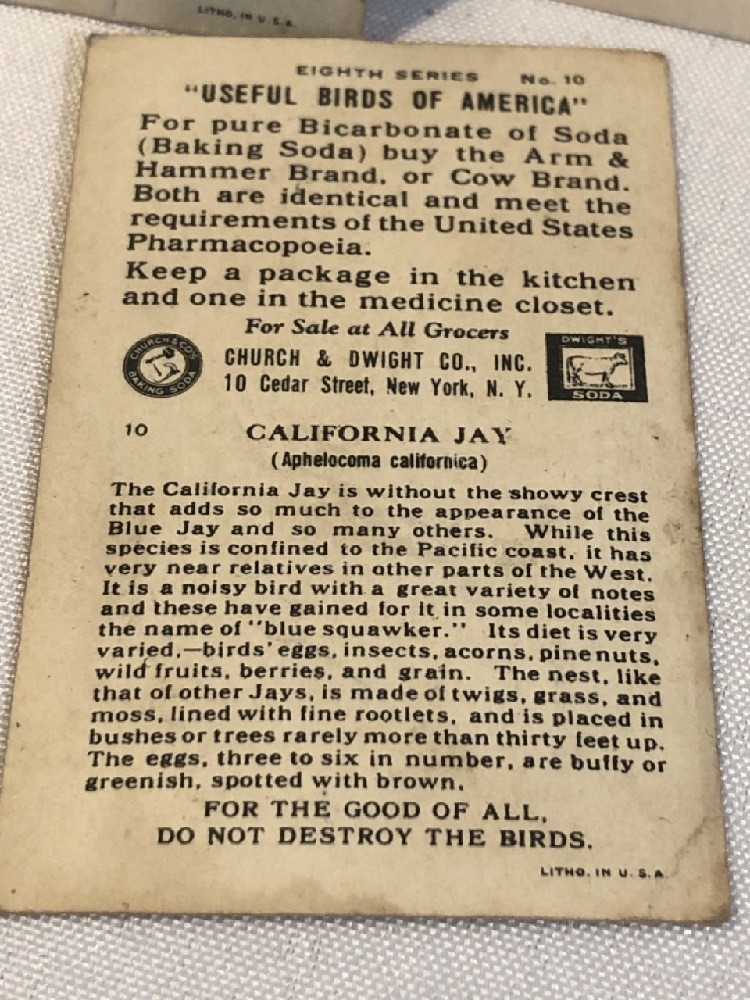 LITHO. IN U.S.A.
EIGHTH SERIES No. 10
"USEFUL BIRDS OF AMERICA"
For pure Bicarbonate of Soda
(Baking Soda) buy the Arm &
Hammer Brand, or Cow Brand.
Both are identical and meet the
requirements of the United States
Pharmacopoeia.
Keep a package in the kitchen
and one in the medicine closet.
For Sale at All Grocers
CHURCH & CO'S
BAKING SODA
CHURCH & DWIGHT CO., INC.
10 Cedar Street, New York, N. Y.
DWIGHT'S
SODA
10 CALIFORNIA JAY
(Aphelocoma californica)
The California Jay is without the showy crest
that adds so much to the appearance of the
Blue Jay and so many others. While this
species is confined to the Pacific coast, it has
very near relatives in other parts of the West.
It is a noisy bird with a great variety of notes
and these have gained for it in some localities
the name of "blue squawker." Its diet is very
varied,—birds' eggs, insects, acorns, pine nuts,
wild fruits, berries, and grain. The nest, like
that of other Jays, is made of twigs, grass, and
moss, lined with fine rootlets, and is placed in
bushes or trees rarely more than thirty feet up.
The eggs, three to six in number, are buffy or
greenish, spotted with brown.
FOR THE GOOD OF ALL,
DO NOT DESTROY THE BIRDS.
LITHO. IN U.S.A.